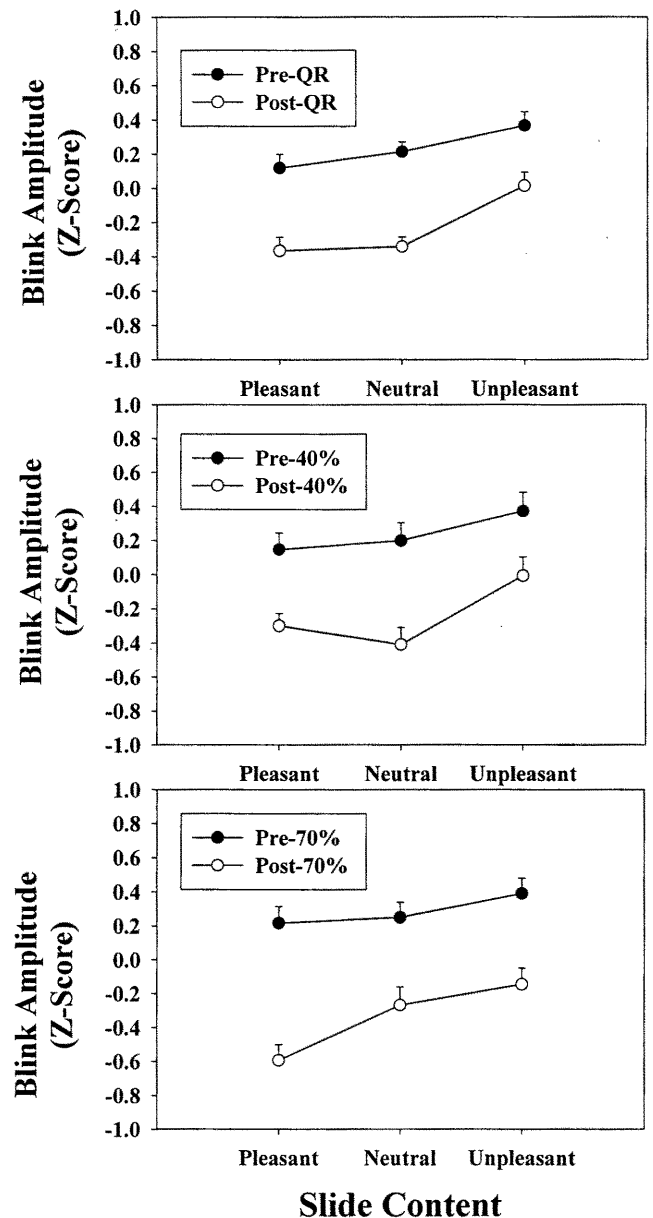 1.0
0.8
0.6
0.4
0.2
0.0
-0.2
-0.4
-0.6
-0.8
-1.0
Blink Amplitude
(Z-Score)
Pre-QR
Post-QR
Pleasant Neutral Unpleasant
1.0
0.8
0.6
0.4
0.2
0.0
-0.2
-0.4
-0.6
-0.8
-1.0
Blink Amplitude
(Z-Score)
Pre-40%
Post-40%
Pleasant Neutral Unpleasant
1.0
0.8
0.6
0.4
0.2
0.0
-0.2
-0.4
-0.6
-0.8
-1.0
Blink Amplitude
(Z-Score)
Pre-70%
Post-70%
Pleasant Neutral Unpleasant
Slide Content